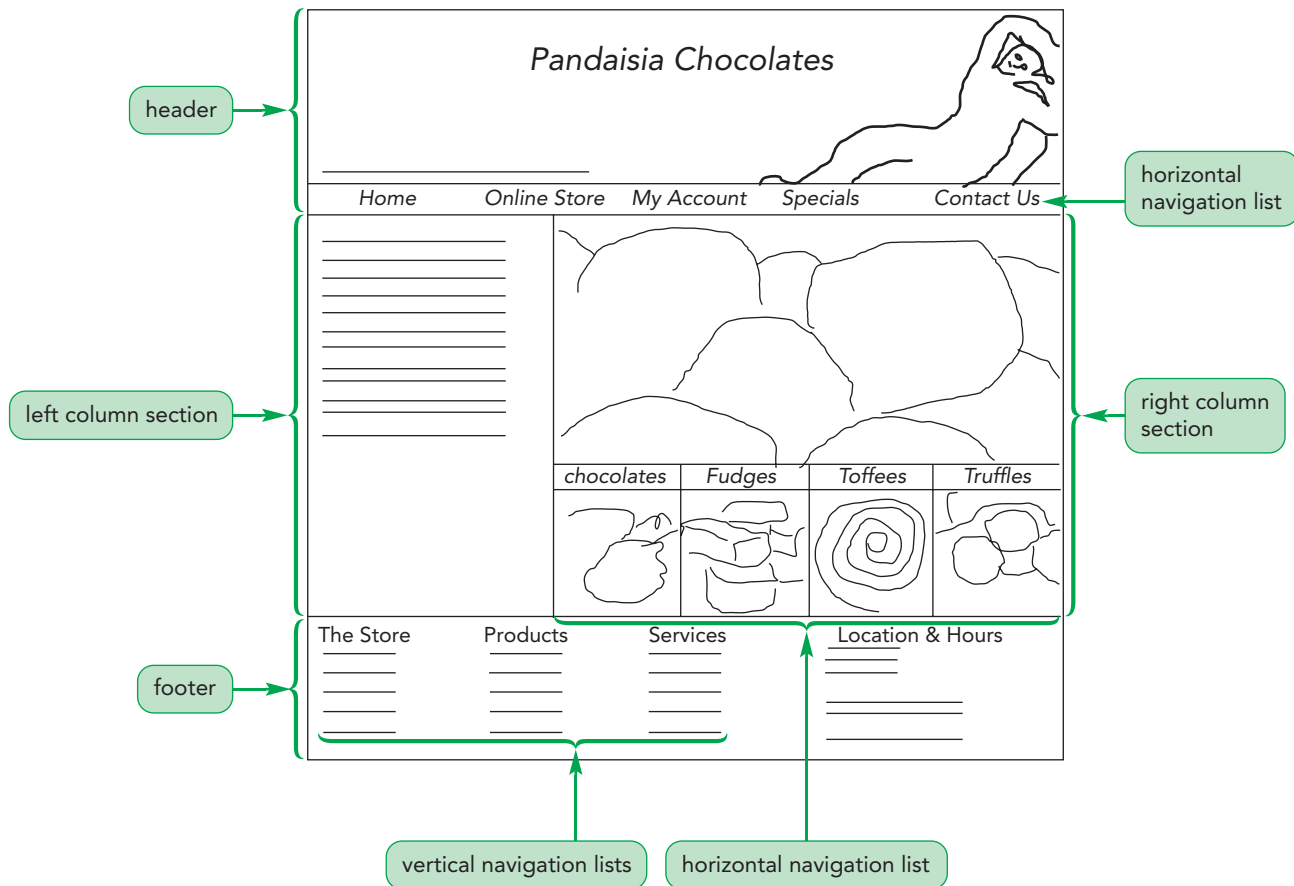 Pandaisia Chocolates
header
horizontal
navigation list
Home Online Store My Account Specials Contact Us
left column section
right column
section
chocolates Fudges Toffees Truffles
The Store Products Services Location & Hours
footer
vertical navigation lists
horizontal navigation list